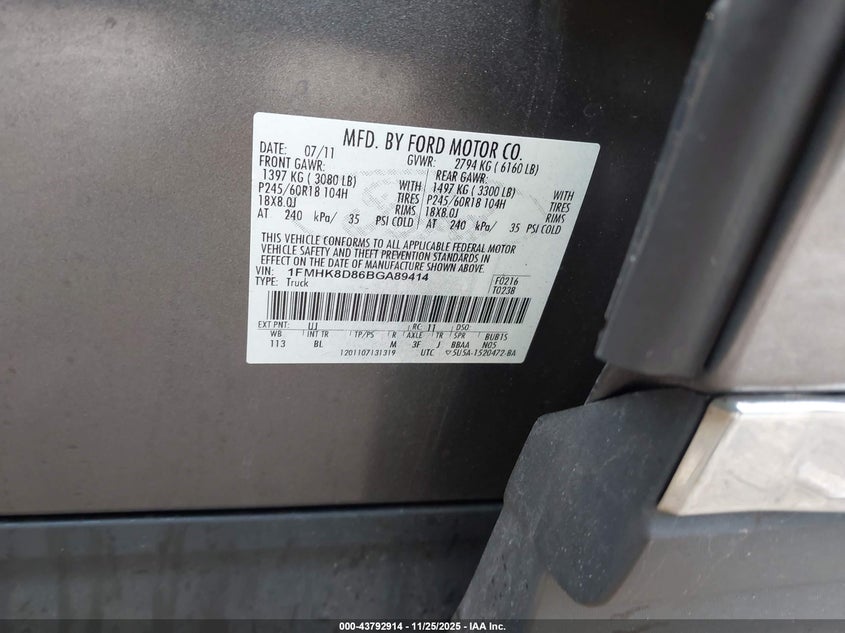 MFD. BY FORD MOTOR CO.
DATE: 07/11 GVWR: 2794 KG ( 6160 LB)
FRONT GAWR: REAR GAWR:
1397 KG ( 3080 LB) WITH 1497 KG ( 3300 LB) WITH
P245/60R18 104H TIRES P245/60R18 104H TIRES
18X8.0J RIMS 18X8.0J RIMS
AT 240 kPa/ 35 PSI COLD AT 240 kPa/ 35 PSI COLD
THIS VEHICLE CONFORMS TO ALL APPLICABLE FEDERAL MOTOR
VEHICLE SAFETY AND THEFT PREVENTION STANDARDS IN
EFFECT ON THE DATE OF MANUFACTURE SHOWN ABOVE.
VIN: 1FMHK8D86BGA89414 F0216
TYPE: Truck T0238
EXT PNT: UJ RC: 11 DSO:
WB INT TR TP/PS R AXLE TR SPR BUBTS
113 BL M 3F J BBAA N05
1201107131319 UTC 5U5A-1520472-BA
000-43792914 - 11/25/2025 - IAA Inc.